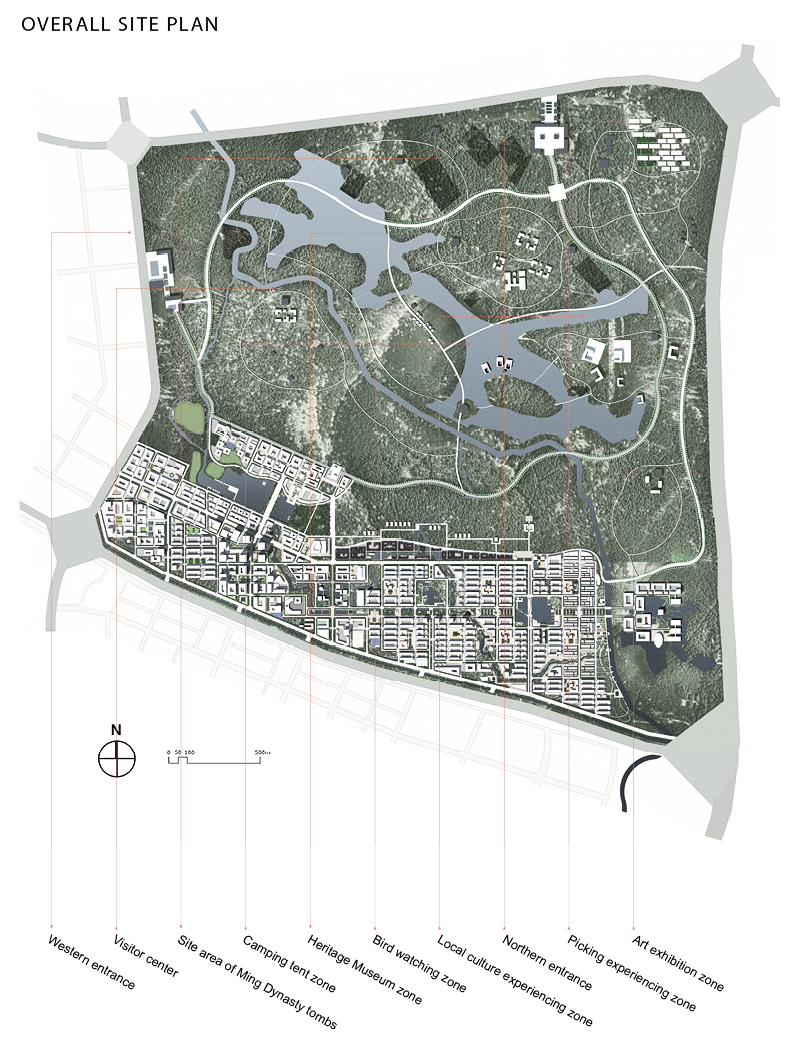 OVERALL SITE PLAN
N
0 50 100 500m
Western entrance
Visitor center
Site area of Ming Dynasty tombs
Camping tent zone
Heritage Museum zone
Bird watching zone
Local culture experiencing zone
Northern entrance
Picking experiencing zone
Art exhibition zone